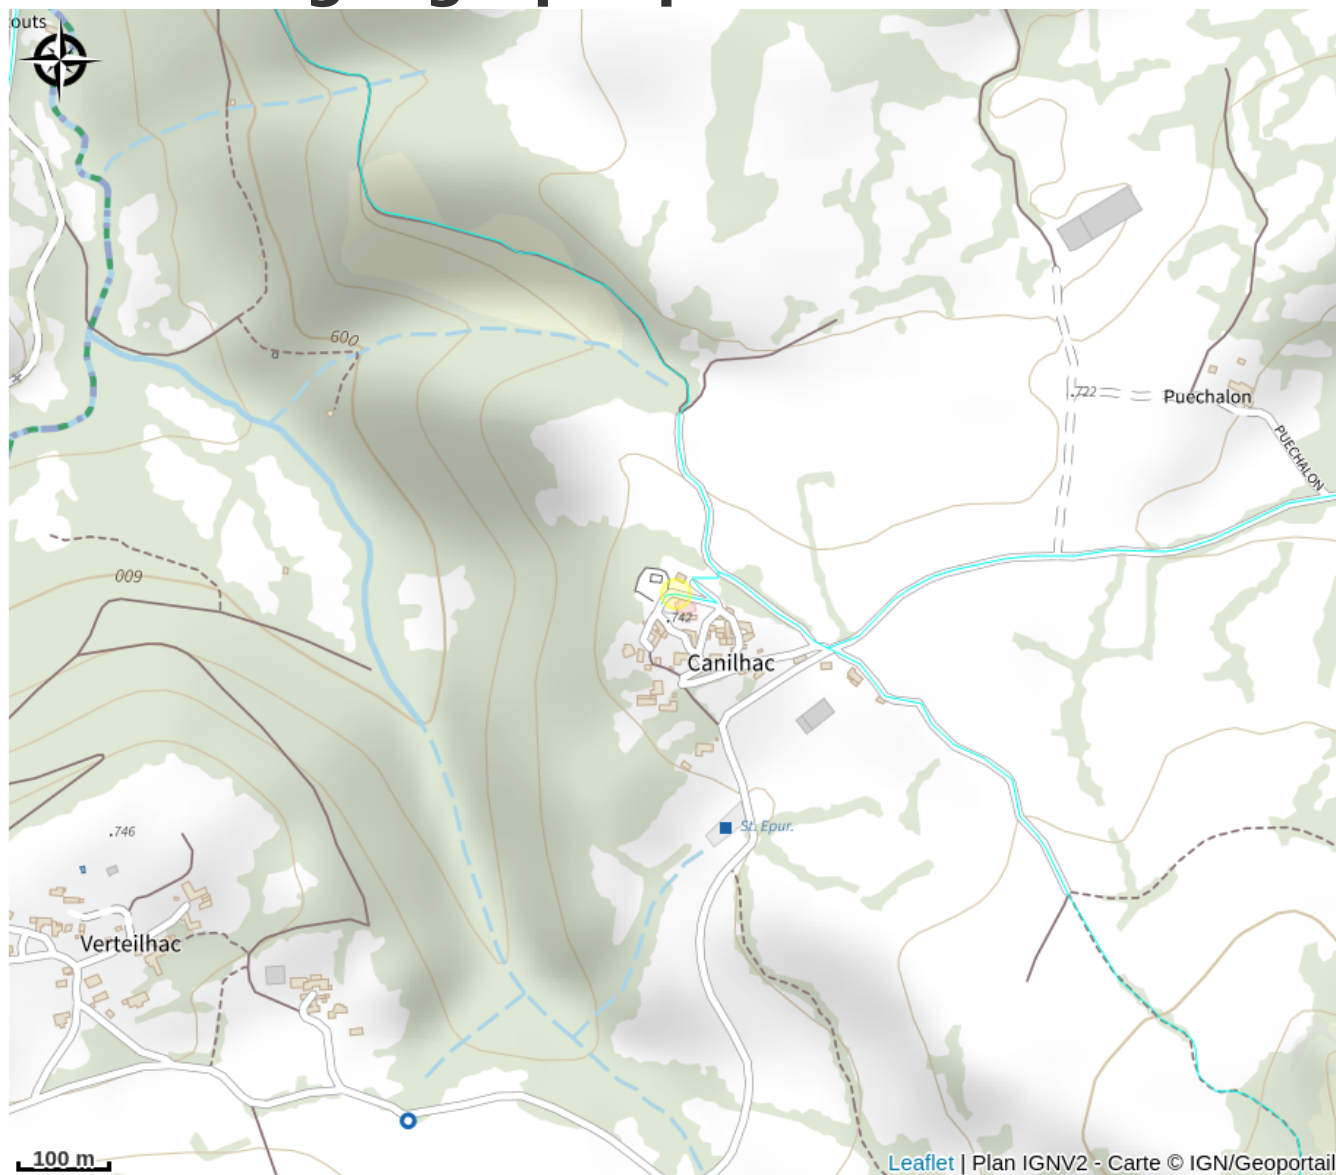 outs
600
722
Puechalon
PUECHALON
009
742
Canilhac
St. Epur.
746
Verteilhac
100 m
Leaflet | Plan IGNV2 - Carte © IGN/Geoportail